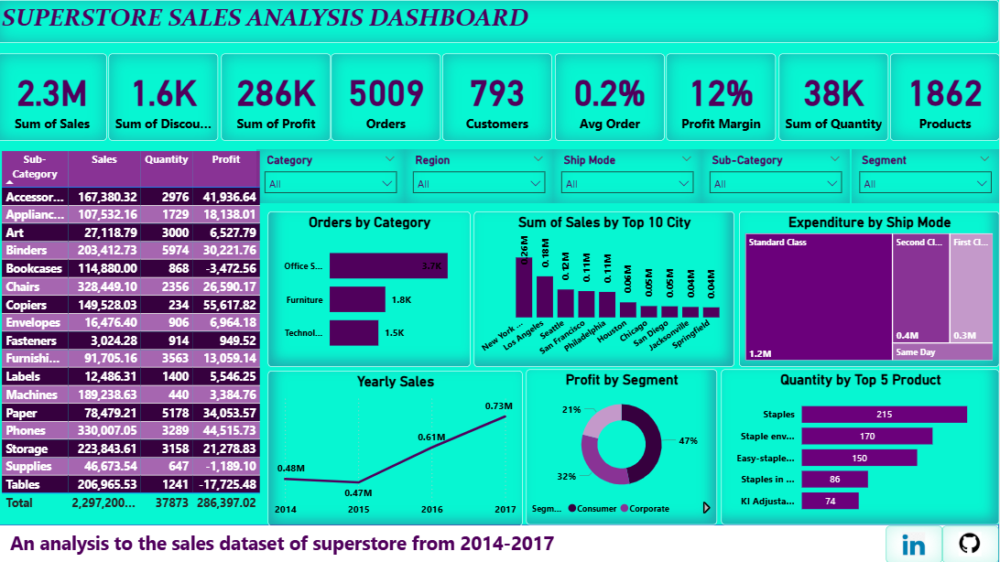 SUPERSTORE SALES ANALYSIS DASHBOARD
2.3M
Sum of Sales
1.6K
Sum of Discou...
286K
Sum of Profit
5009
Orders
793
Customers
0.2%
Avg Order
12%
Profit Margin
38K
Sum of Quantity
1862
Products
Sub-Category Sales Quantity Profit
Accessor... 167,380.32 2976 41,936.64
Applianc... 107,532.16 1729 18,138.01
Art 27,118.79 3000 6,527.79
Binders 203,412.73 5974 30,221.76
Bookcases 114,880.00 868 -3,472.56
Chairs 328,449.10 2356 26,590.17
Copiers 149,528.03 234 55,617.82
Envelopes 16,476.40 906 6,964.18
Fasteners 3,024.28 914 949.52
Furnishi... 91,705.16 3563 13,059.14
Labels 12,486.31 1400 5,546.25
Machines 189,238.63 440 3,384.76
Paper 78,479.21 5178 34,053.57
Phones 330,007.05 3289 44,515.73
Storage 223,843.61 3158 21,278.83
Supplies 46,673.54 647 -1,189.10
Tables 206,965.53 1241 -17,725.48
Total 2,297,200... 37873 286,397.02
Category
All
Region
All
Ship Mode
All
Sub-Category
All
Segment
All
Orders by Category
Office S... 3.7K
Furniture 1.8K
Technol... 1.5K
Sum of Sales by Top 10 City
0.26M 0.18M 0.12M 0.11M 0.11M 0.06M 0.05M 0.05M 0.04M 0.04M
New York ... Los Angeles Seattle San Francisco Philadelphia Houston Chicago San Diego Jacksonville Springfield
Expenditure by Ship Mode
Standard Class
1.2M
Second Cl...
0.4M
First Cl...
0.3M
Same Day
Yearly Sales
0.48M 0.47M 0.61M 0.73M
2014 2015 2016 2017
Profit by Segment
21%
47%
32%
Segm... Consumer Corporate
Quantity by Top 5 Product
Staples 215
Staple env... 170
Easy-staple... 150
Staples in ... 86
KI Adjusta... 74
An analysis to the sales dataset of superstore from 2014-2017
in